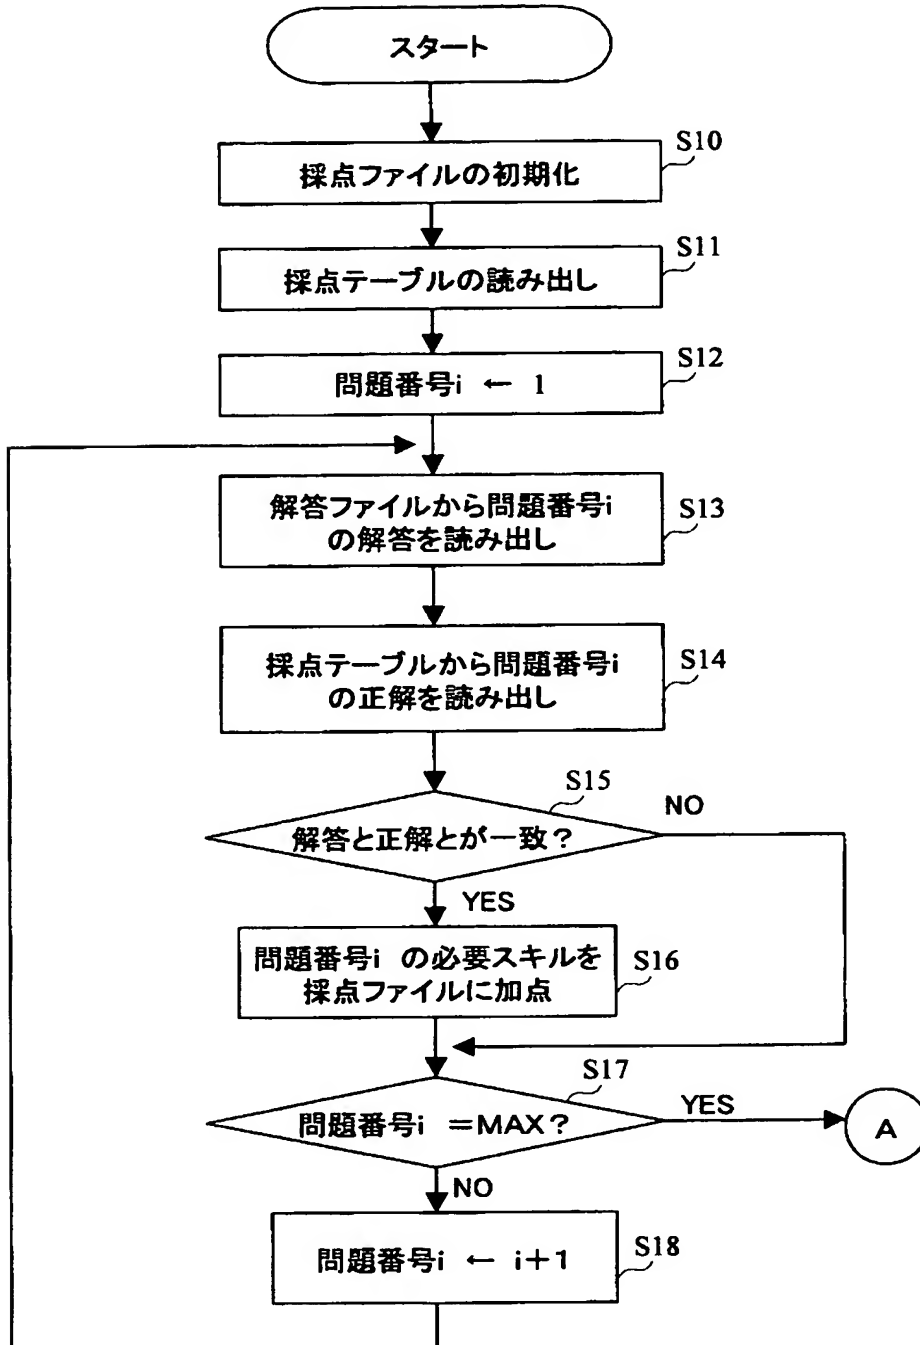 スタート
S10
採点ファイルの初期化
S11
採点テーブルの読み出し
S12
問題番号i ← 1
解答ファイルから問題番号i
の解答を読み出し
S13
採点テーブルから問題番号i
の正解を読み出し
S14
S15
NO
解答と正解とが一致?
YES
問題番号i の必要スキルを
採点ファイルに加点
S16
S17
YES
問題番号i =MAX?
A
NO
問題番号i ← i+1
S18